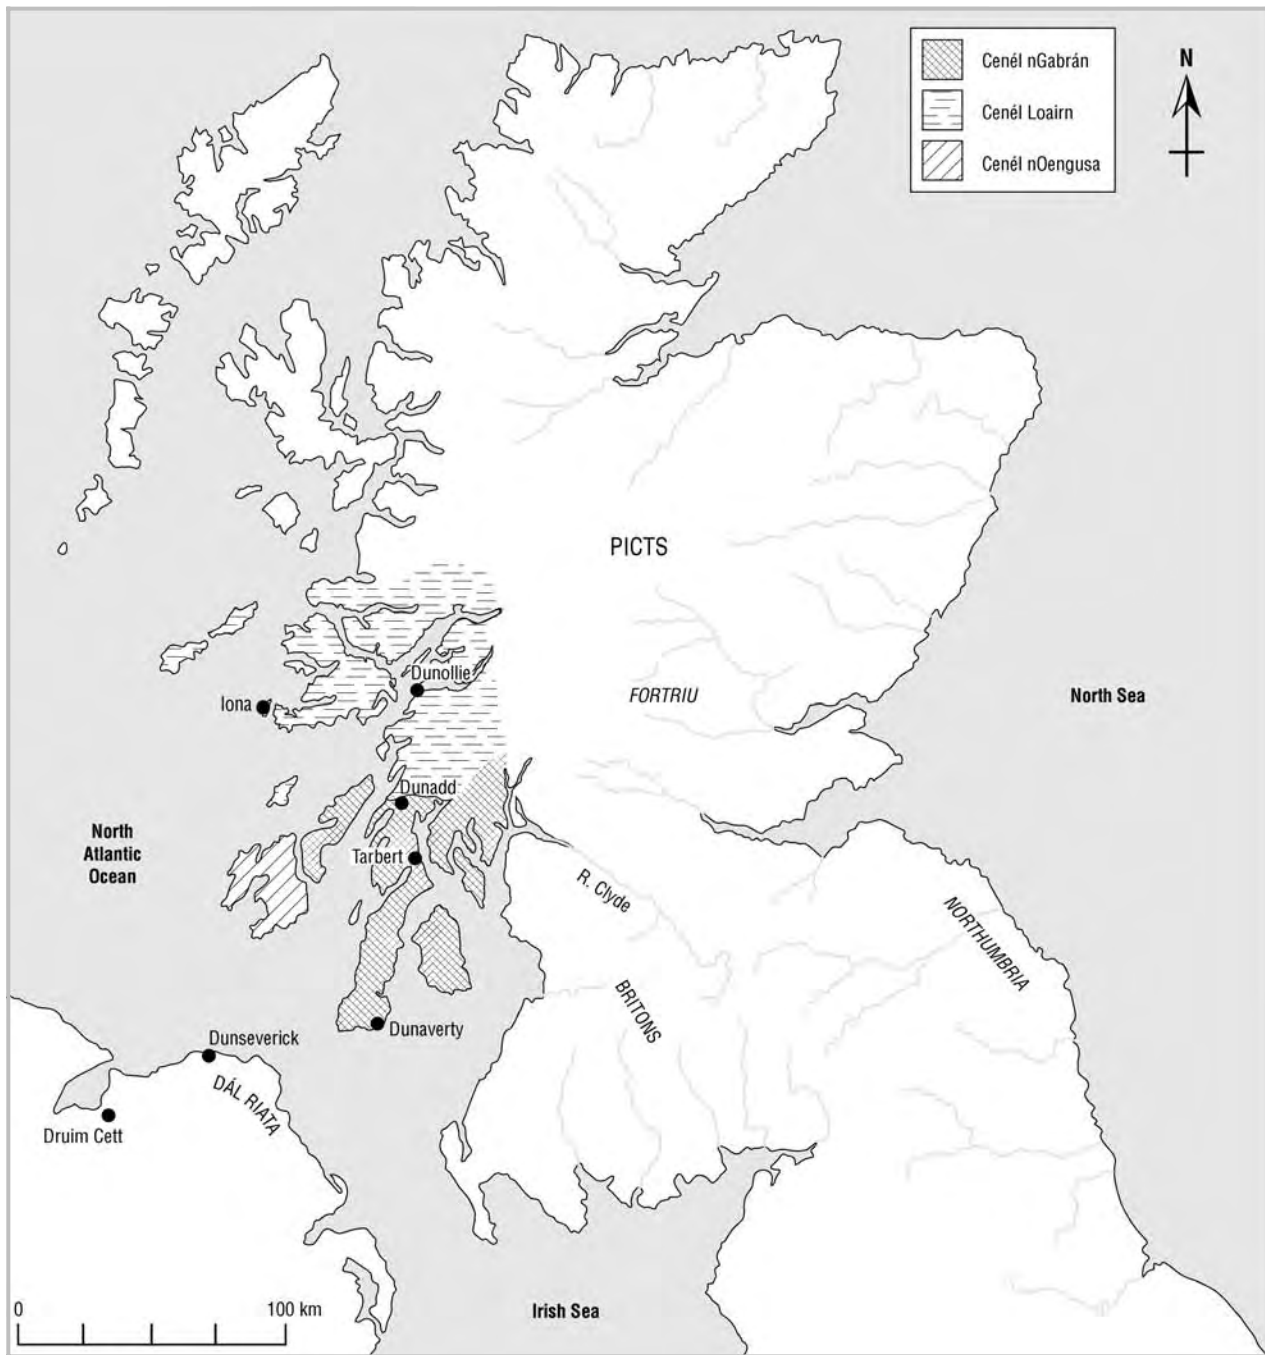 Cenél nGabrán
Cenél Loairn
Cenél nOengusa
N
PICTS
Dunollie
Iona
FORTRIU
North Sea
Dunadd
North
Atlantic
Ocean
Tarbert
R. Clyde
NORTHUMBRIA
BRITONS
Dunaverty
Dunseverick
DÁL RIATA
Druim Cett
0 100 km
Irish Sea